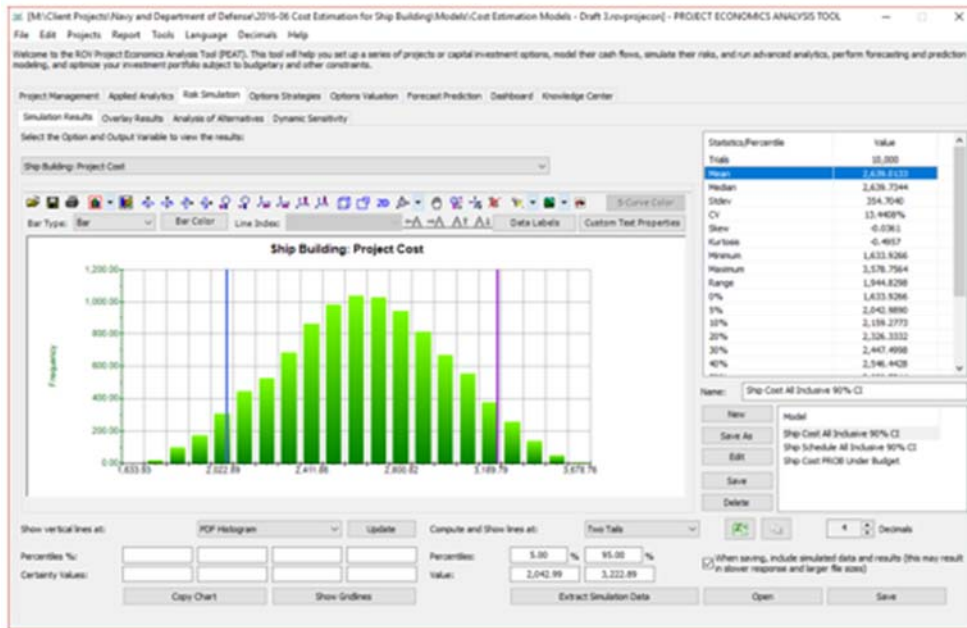 [M:\Client Projects\Navy and Department of Defense\2016-06 Cost Estimation for Ship Building\Models\Cost Estimation Models - Draft 3.rovprojecon] - PROJECT ECONOMICS ANALYSIS TOOL
File Edit Projects Report Tools Language Decimals Help
Welcome to the ROV Project Economics Analysis Tool (PEAT). This tool will help you set up a series of projects or capital investment options, model their cash flows, simulate their risks, and run advanced analytics, perform forecasting and prediction
modeling, and optimize your investment portfolio subject to budgetary and other constraints.
Project Management Applied Analytics Risk Simulation Options Strategies Options Valuation Forecast Prediction Dashboard Knowledge Center
Simulation Results Overlay Results Analysis of Alternatives Dynamic Sensitivity
Select the Option and Output Variable to view the results:
Ship Building: Project Cost
S-Curve Color
Bar Type: Bar Bar Color Line Index: Data Labels Custom Text Properties
Ship Building: Project Cost
Frequency
1,200.00
1,000.00
800.00
600.00
400.00
200.00
0.00
2,022.89 2,411.86 2,800.82 3,189.79
Statistics/Percentile Value
Trials 10,000
Mean
Median
Stdev 354.7040
CV 13.4408%
Skew -0.0361
Kurtosis -0.4957
Minimum 1,633.9266
Maximum 3,578.7564
Range 1,944.8298
0% 1,633.9266
5% 2,042.9890
10% 2,159.2773
20% 2,326.3332
30% 2,447.4998
40% 2,546.4428
Name: Ship Cost All Inclusive 90% CI
New
Save As
Edit
Save
Delete
Model
Ship Cost All Inclusive 90% CI
Ship Schedule All Inclusive 90% CI
Ship Cost PROB Under Budget
4 Decimals
Show vertical lines at: PDF Histogram Update Compute and Show lines at: Two Tails
Percentiles %: Percentiles: 5.00 % 95.00 %
Certainty Values: Value: 2,042.99 3,222.89
When saving, include simulated data and results (this may result
in slower response and larger file sizes)
Copy Chart Show Gridlines Extract Simulation Data Open Save